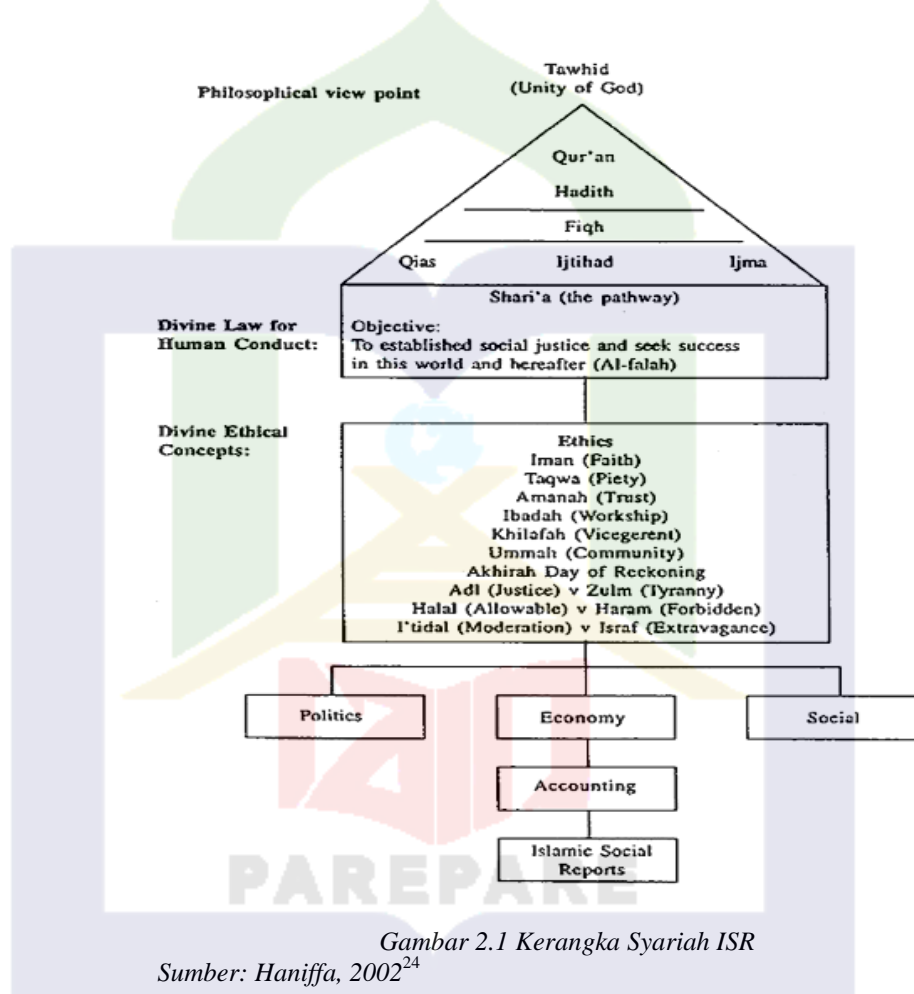 Tawhid
Philosophical view point (Unity of God)
Qur'an
Hadith
Fiqh
Qias Ijtihad Ijma
Shari'a (the pathway)
Divine Law for
Human Conduct:
Objective:
To established social justice and seek success
in this world and hereafter (Al-falah)
Divine Ethical
Concepts:
Ethics
Iman (Faith)
Taqwa (Piety)
Amanah (Trust)
Ibadah (Workship)
Khilafah (Vicegerent)
Ummah (Community)
Akhirah Day of Reckoning
Adl (Justice) v Zulm (Tyranny)
Halal (Allowable) v Haram (Forbidden)
I'tidal (Moderation) v Israf (Extravagance)
Politics Economy Social
Accounting
Islamic Social
Reports
PAREPARE
Gambar 2.1 Kerangka Syariah ISR
Sumber: Haniffa, 2002²⁴